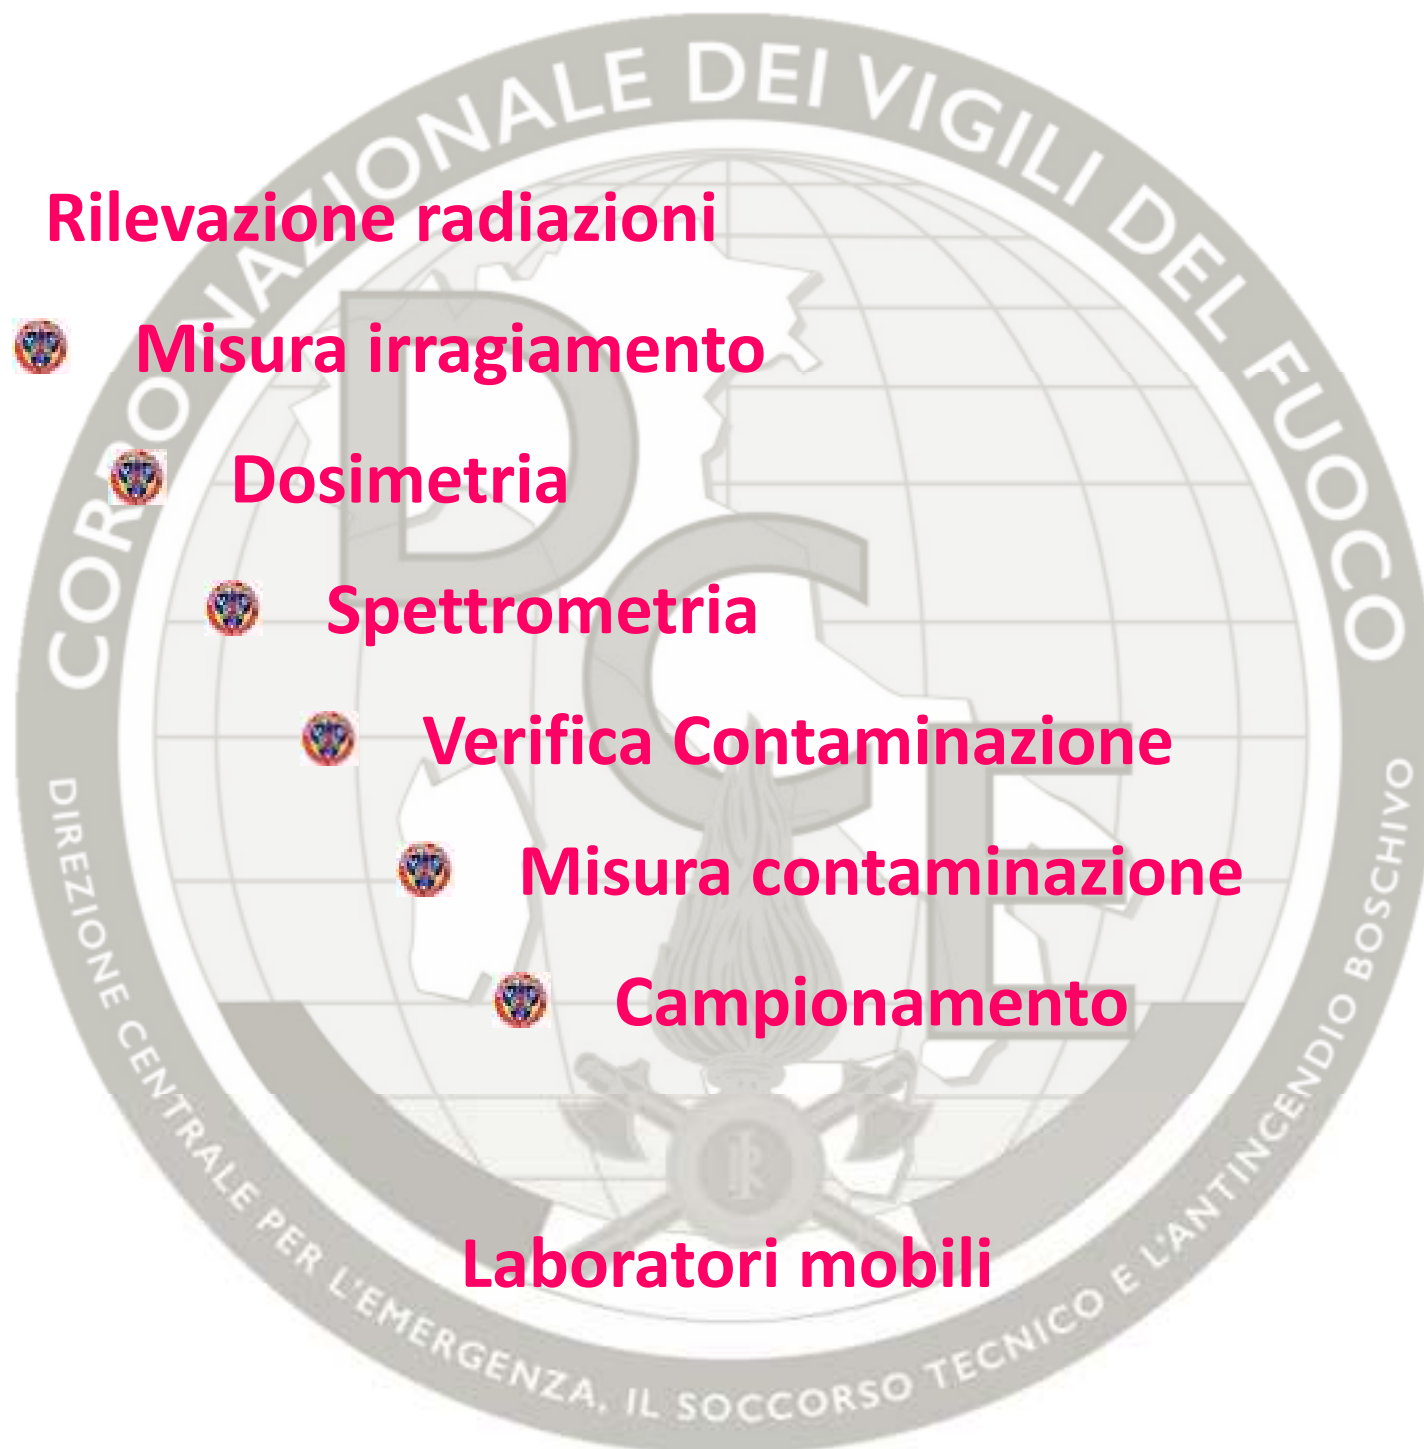 CORPO NAZIONALE DEI VIGILI DEL FUOCO
Rilevazione radiazioni
Misura irragiamento
Dosimetria
Spettrometria
Verifica Contaminazione
Misura contaminazione
Campionamento
Laboratori mobili
DCE
DIREZIONE CENTRALE PER L'EMERGENZA, IL SOCCORSO TECNICO E L'ANTINCENDIO BOSCHIVO